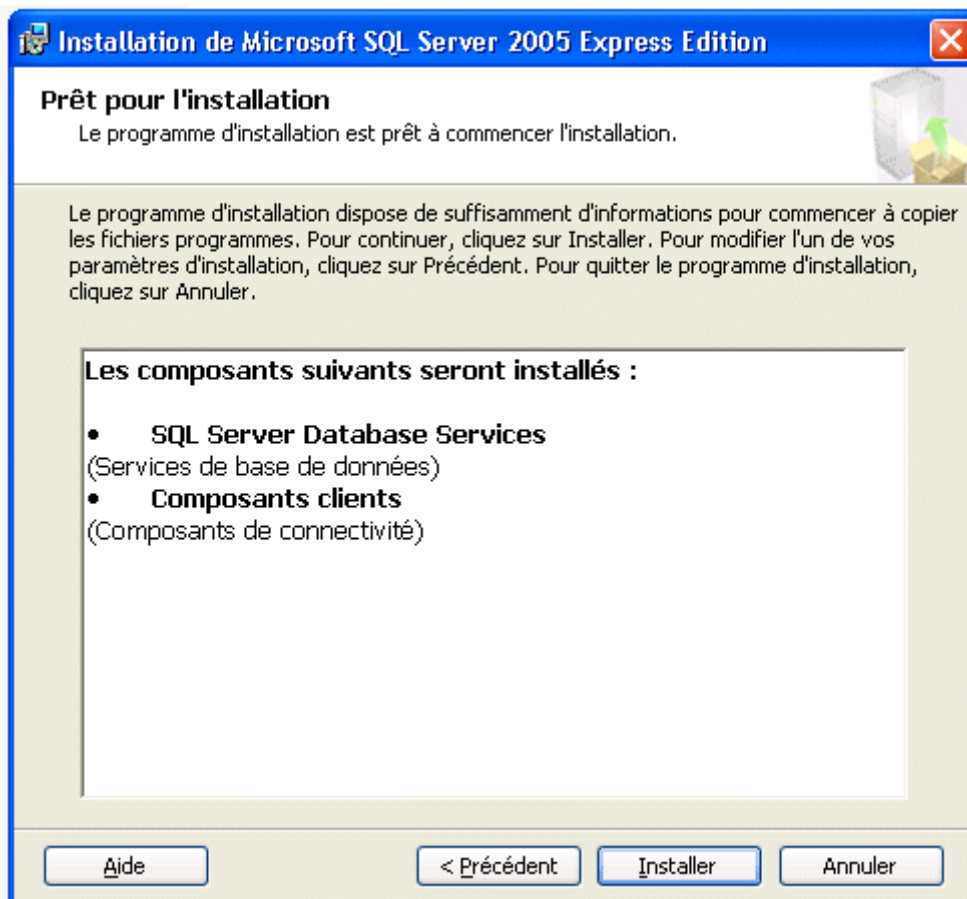 Installation de Microsoft SQL Server 2005 Express Edition
Prêt pour l'installation
Le programme d'installation est prêt à commencer l'installation.
Le programme d'installation dispose de suffisamment d'informations pour commencer à copier
les fichiers programmes. Pour continuer, cliquez sur Installer. Pour modifier l'un de vos
paramètres d'installation, cliquez sur Précédent. Pour quitter le programme d'installation,
cliquez sur Annuler.
Les composants suivants seront installés :
• SQL Server Database Services
(Services de base de données)
• Composants clients
(Composants de connectivité)
Aide < Précédent Installer Annuler